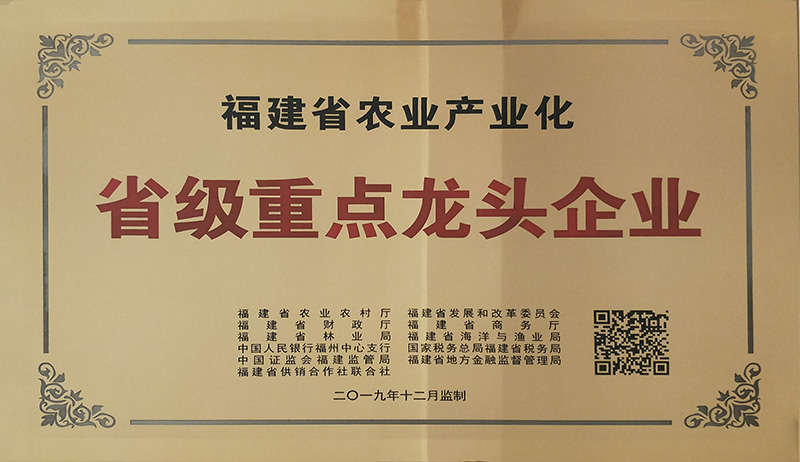 福建省农业产业化
省级重点龙头企业
福建省农业农村厅 福建省发展和改革委员会
福建省财政厅 福建省商务厅
福建省林业局 福建省海洋与渔业局
中国人民银行福州中心支行 国家税务总局福建省税务局
中国证监会福建监管局 福建省地方金融监督管理局
福建省供销合作社联合社
二〇一九年十二月监制